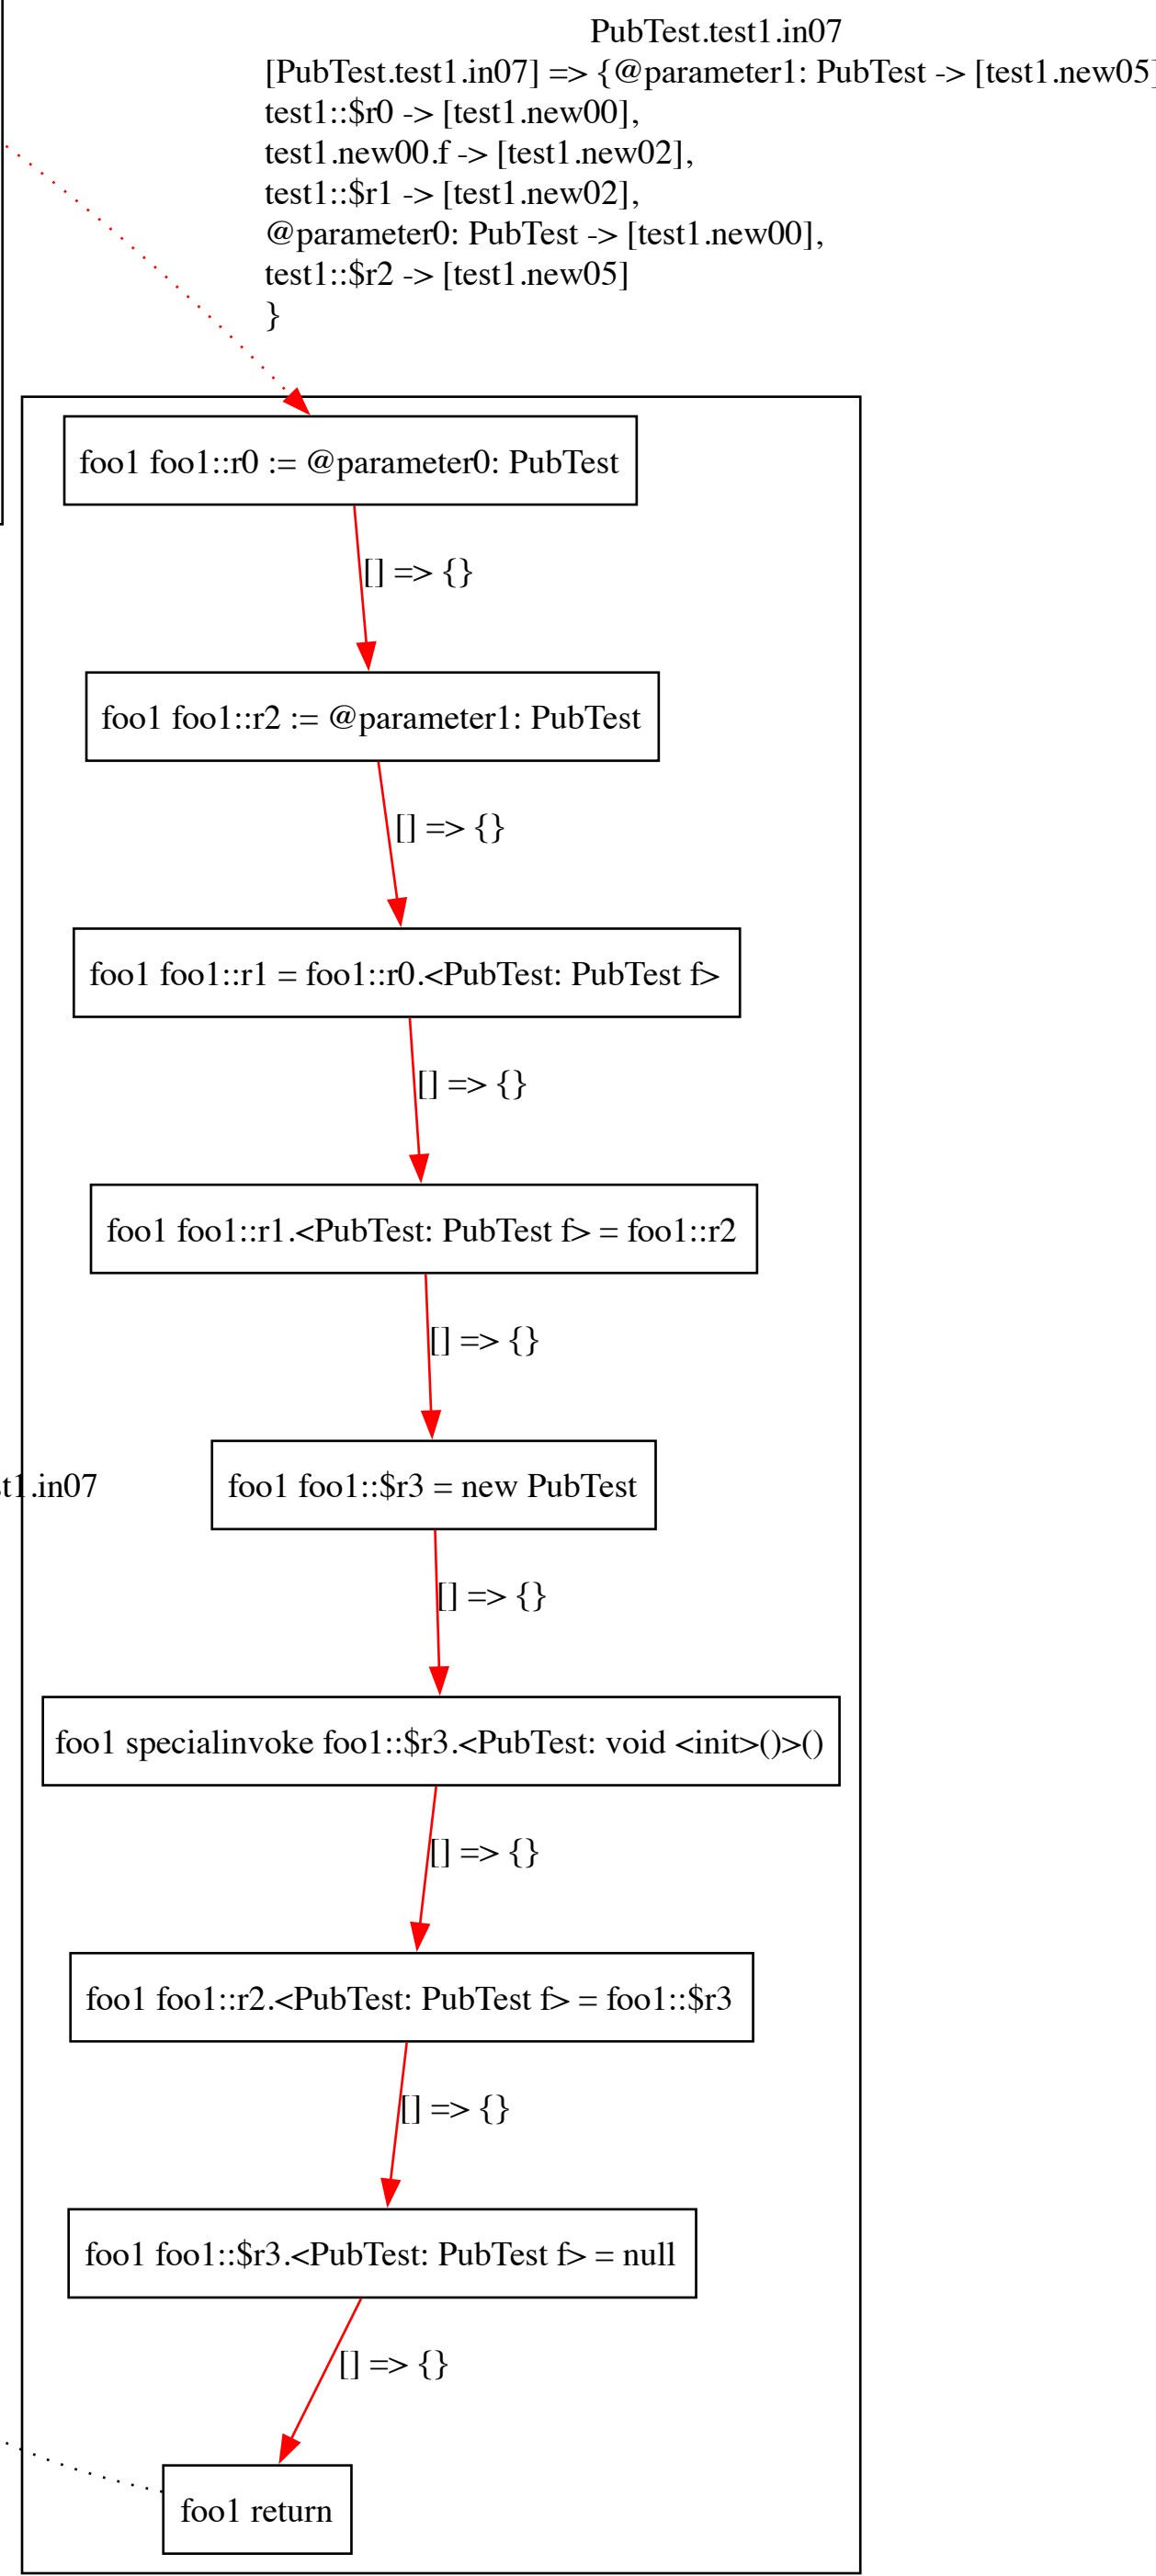 PubTest.test1.in07
[PubTest.test1.in07] => {@parameter1: PubTest -> [test1.new05]
test1::$r0 -> [test1.new00],
test1.new00.f -> [test1.new02],
test1::$r1 -> [test1.new02],
@parameter0: PubTest -> [test1.new00],
test1::$r2 -> [test1.new05]
}
foo1 foo1::r0 := @parameter0: PubTest
[] => {}
foo1 foo1::r2 := @parameter1: PubTest
[] => {}
foo1 foo1::r1 = foo1::r0.<PubTest: PubTest f>
[] => {}
foo1 foo1::r1.<PubTest: PubTest f> = foo1::r2
[] => {}
t1.in07
foo1 foo1::$r3 = new PubTest
[] => {}
foo1 specialinvoke foo1::$r3.<PubTest: void <init>()>()
[] => {}
foo1 foo1::r2.<PubTest: PubTest f> = foo1::$r3
[] => {}
foo1 foo1::$r3.<PubTest: PubTest f> = null
[] => {}
foo1 return